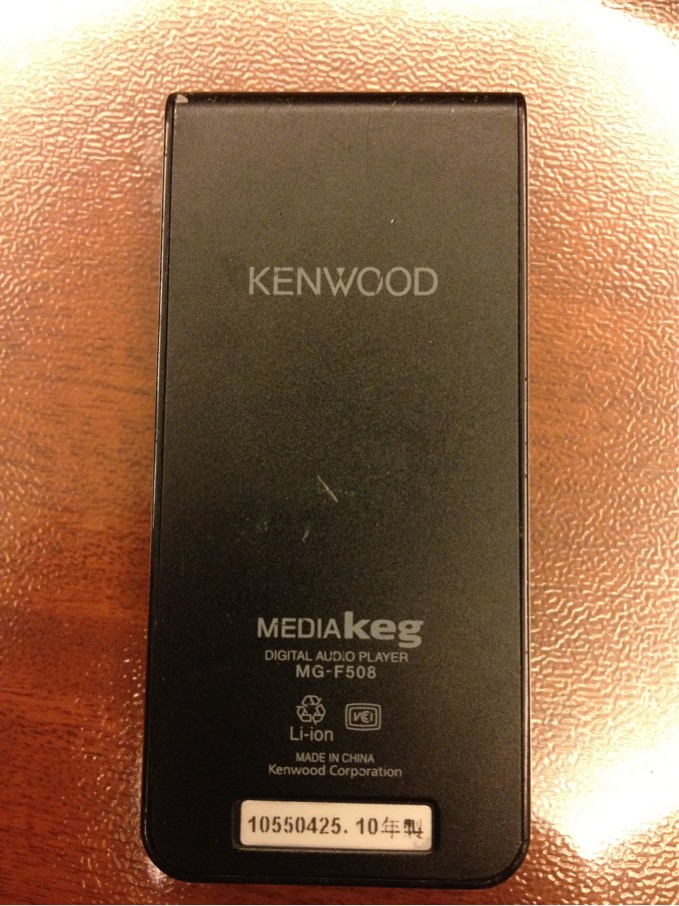 KENWOOD
MEDIAkeg
DIGITAL AUDIO PLAYER
MG-F508
VCI
Li-ion
MADE IN CHINA
Kenwood Corporation
10550425. 10年製